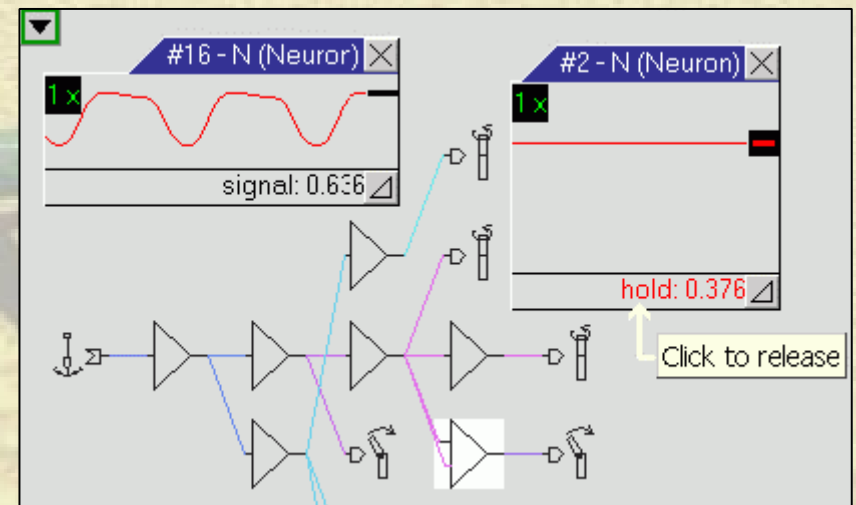 #16 - N (Neuror)
1 x
signal: 0.636
#2 - N (Neuron)
1 x
hold: 0.376
Click to release